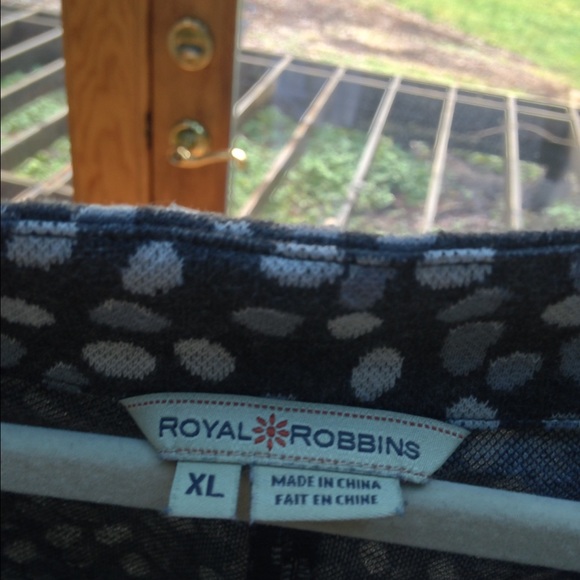 ROYAL ROBBINS
XL
MADE IN CHINA
FAIT EN CHINE